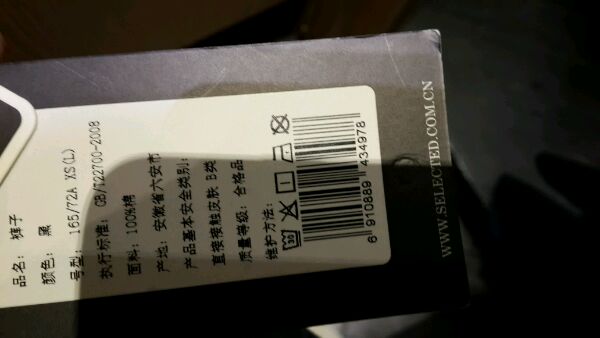 品名: 裤子
颜色: 黑
号型: 165/72A XS(L)
执行标准: GB/T22700-2008
面料: 100%棉
产地: 安徽省六安市
产品基本安全类别:
直接接触皮肤 B类
质量等级: 合格品
维护方法:
30
6 910889 434978
WWW.SELECTED.COM.CN